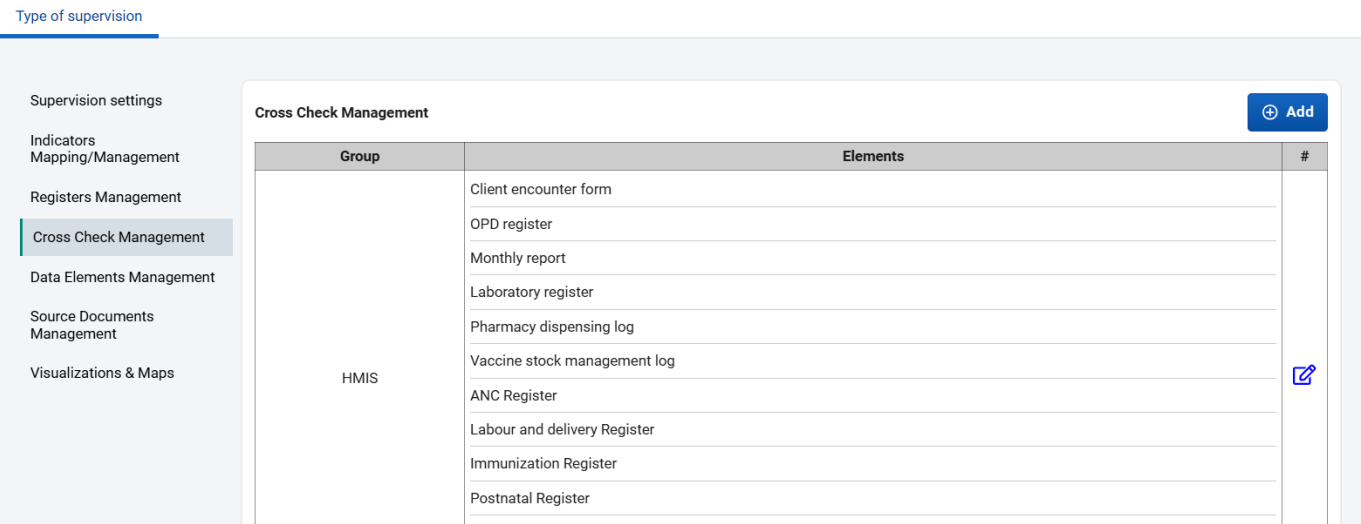 Type of supervision
Supervision settings
Indicators
Mapping/Management
Registers Management
Cross Check Management
Data Elements Management
Source Documents
Management
Visualizations & Maps
Cross Check Management
Add
Group Elements #
HMIS
Client encounter form
OPD register
Monthly report
Laboratory register
Pharmacy dispensing log
Vaccine stock management log
ANC Register
Labour and delivery Register
Immunization Register
Postnatal Register